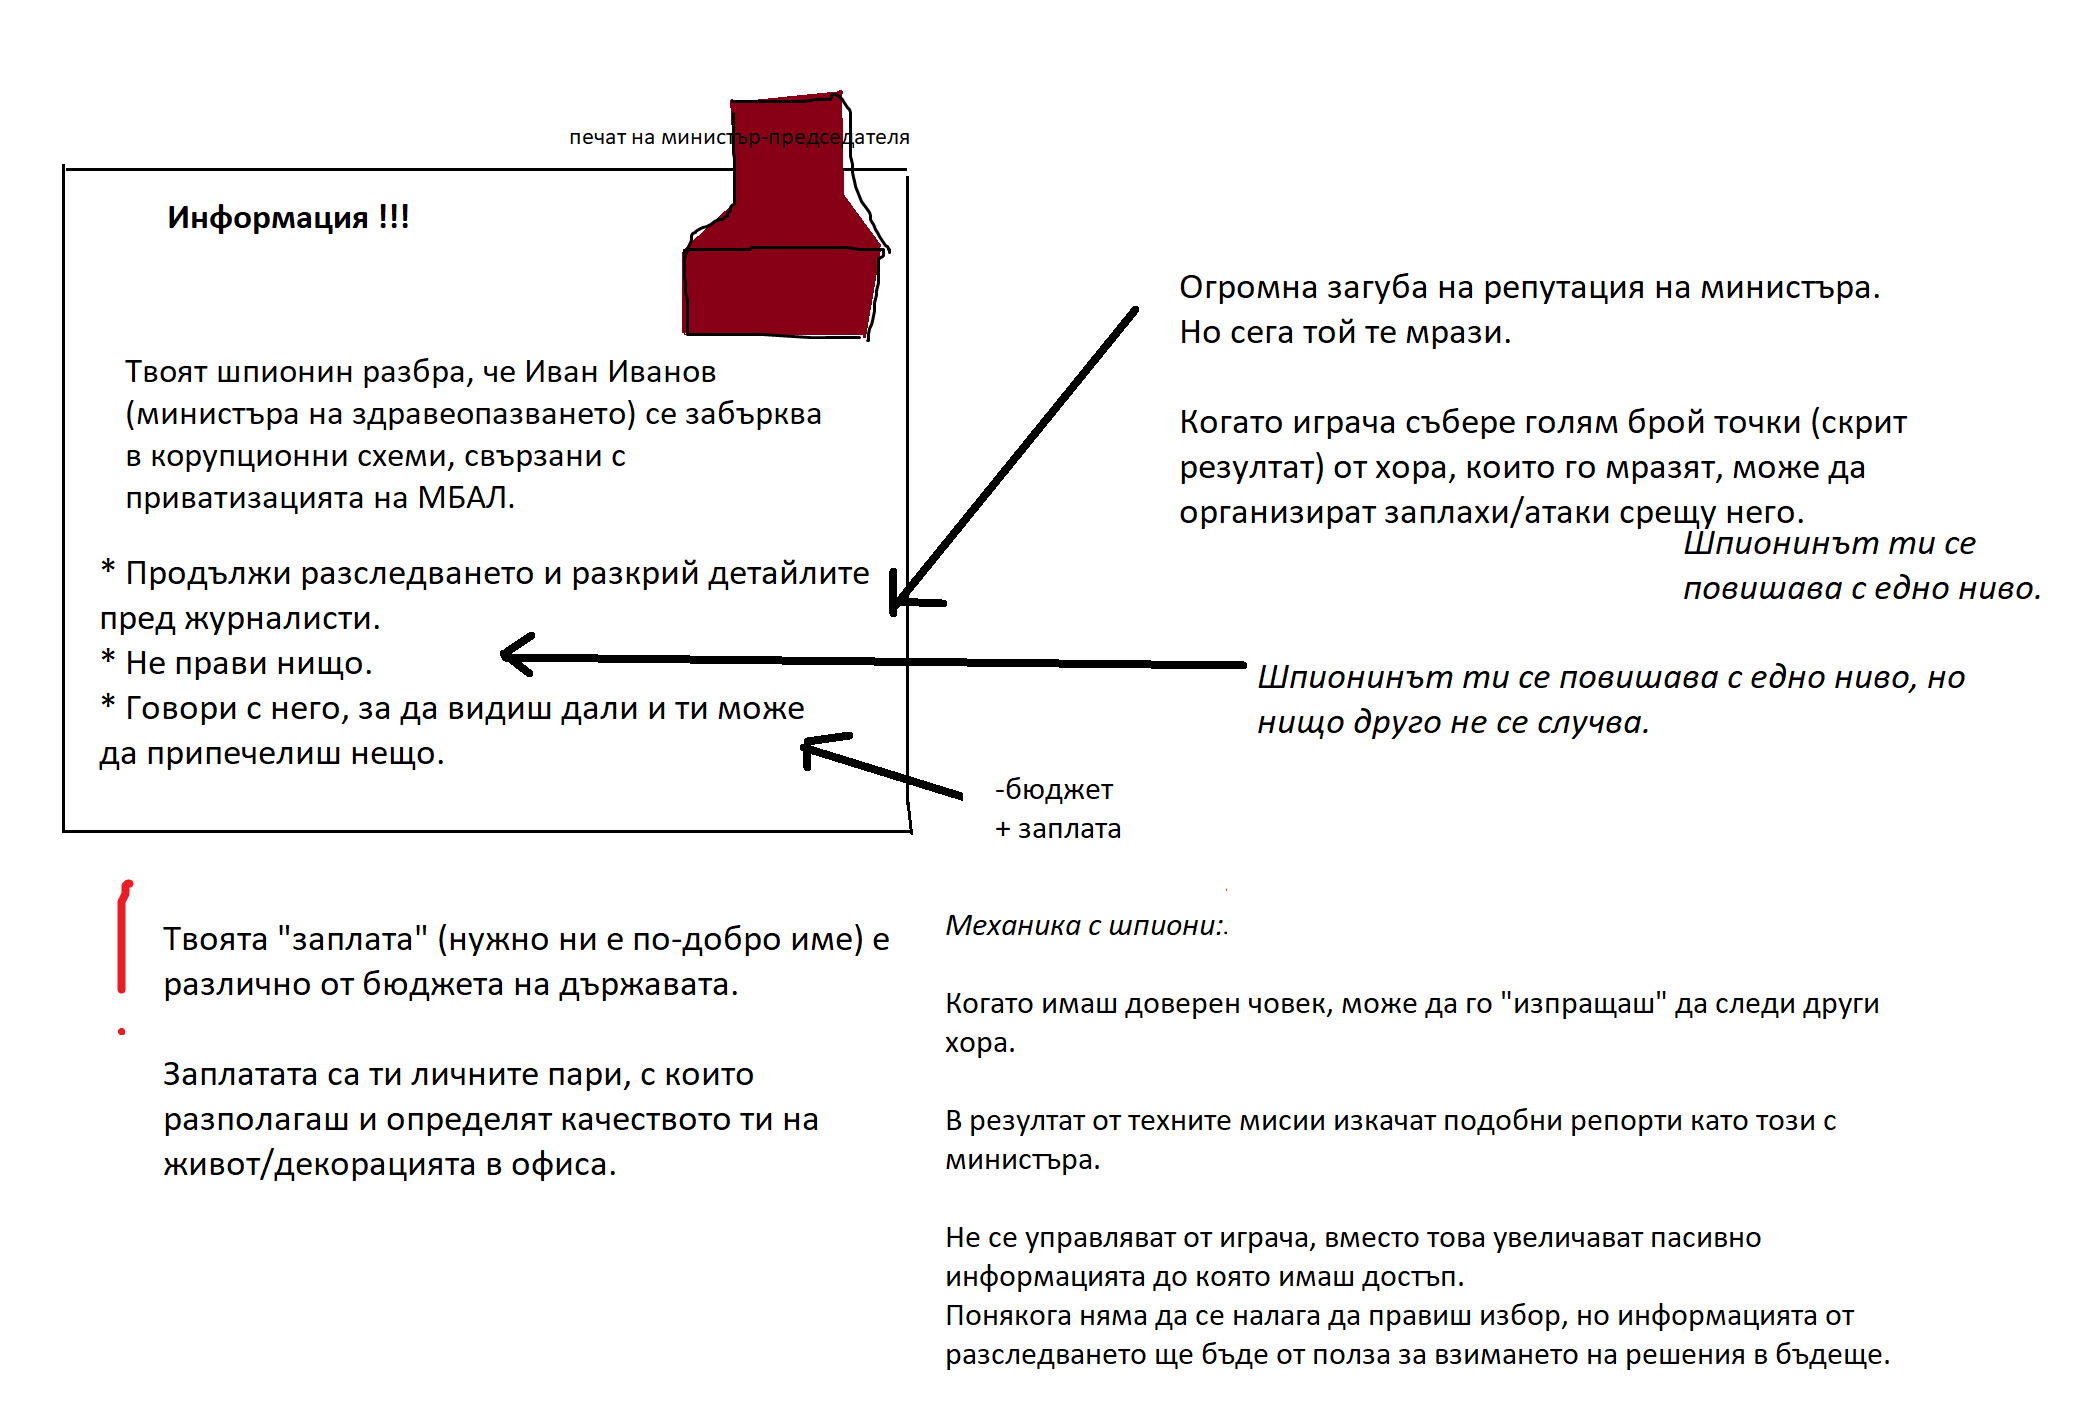 печат на министър-председателя
Информация !!!
Твоят шпионин разбра, че Иван Иванов
(министъра на здравеопазването) се забърква
в корупционни схеми, свързани с
приватизацията на МБАЛ.
* Продължи разследването и разкрий детайлите
пред журналисти.
* Не прави нищо.
* Говори с него, за да видиш дали и ти може
да припечелиш нещо.
Огромна загуба на репутация на министъра.
Но сега той те мрази.
Когато играча събере голям брой точки (скрит
резултат) от хора, които го мразят, може да
организират заплахи/атаки срещу него.
Шпионинът ти се
повишава с едно ниво.
Шпионинът ти се повишава с едно ниво, но
нищо друго не се случва.
-бюджет
+ заплата
Твоята "заплата" (нужно ни е по-добро име) е
различно от бюджета на държавата.
Заплатата са ти личните пари, с които
разполагаш и определят качеството ти на
живот/декорацията в офиса.
Механика с шпиони:.
Когато имаш доверен човек, може да го "изпращаш" да следи други
хора.
В резултат от техните мисии изкачат подобни репорти като този с
министъра.
Не се управляват от играча, вместо това увеличават пасивно
информацията до която имаш достъп.
Понякога няма да се налага да правиш избор, но информацията от
разследването ще бъде от полза за взимането на решения в бъдеще.